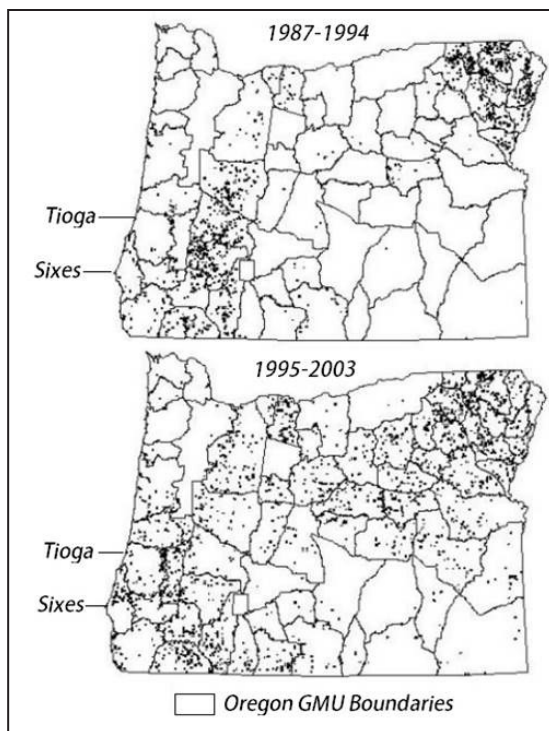 1987-1994
Tioga
Sixes
1995-2003
Tioga
Sixes
Oregon GMU Boundaries